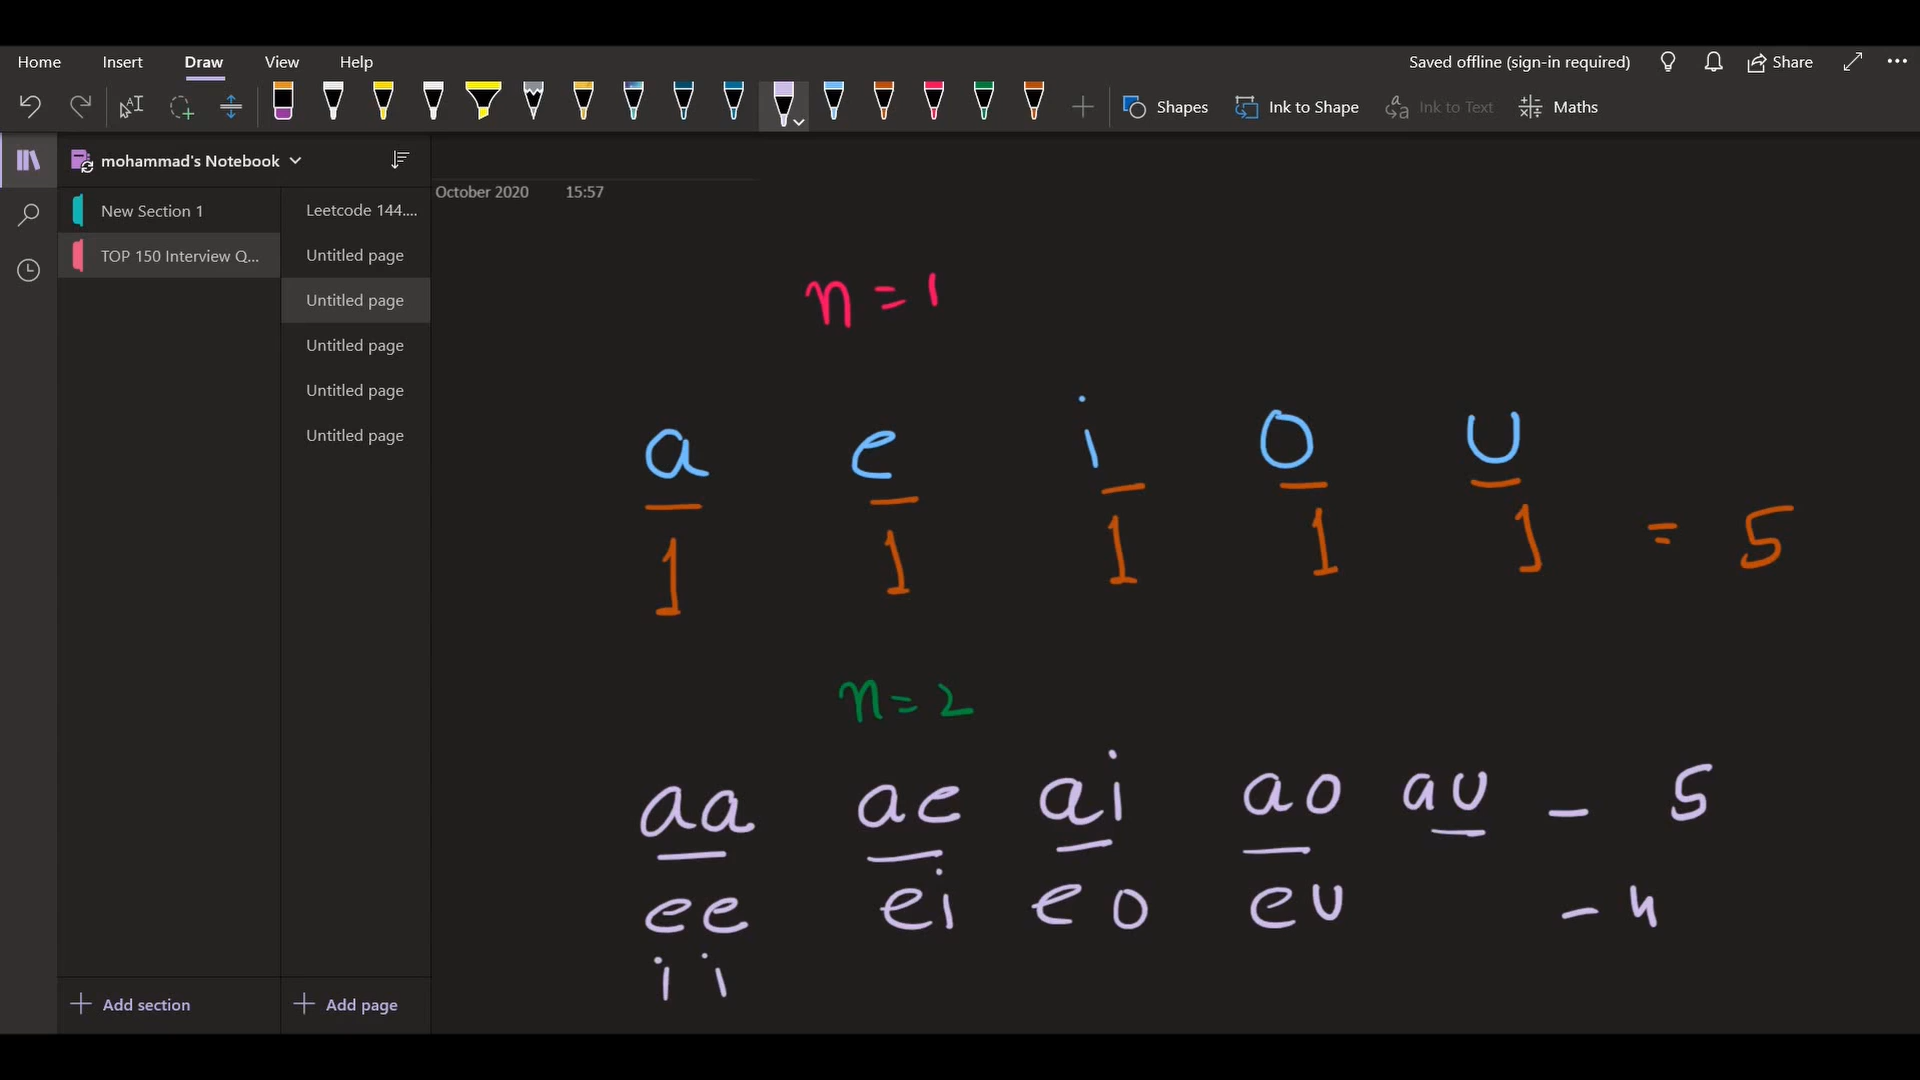 Home Insert Draw View Help Saved offline (sign-in required) Share
Shapes Ink to Shape Ink to Text Maths
mohammad's Notebook
New Section 1
TOP 150 Interview Q...
Leetcode 144....
Untitled page
Untitled page
Untitled page
Untitled page
Untitled page
October 2020 15:57
n = 1
a e i o u
1 1 1 1 1 = 5
n = 2
aa ae ai ao au - 5
ee ei eo eu - 4
i i
Add section Add page